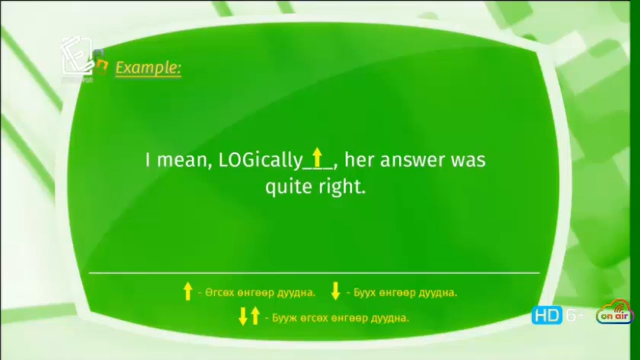 Example:
I mean, LOGically___, her answer was
quite right.
- Өгсөх өнгөөр дуудна. - Буух өнгөөр дуудна.
- Бууж өгсөх өнгөөр дуудна.
HD 6+
on air